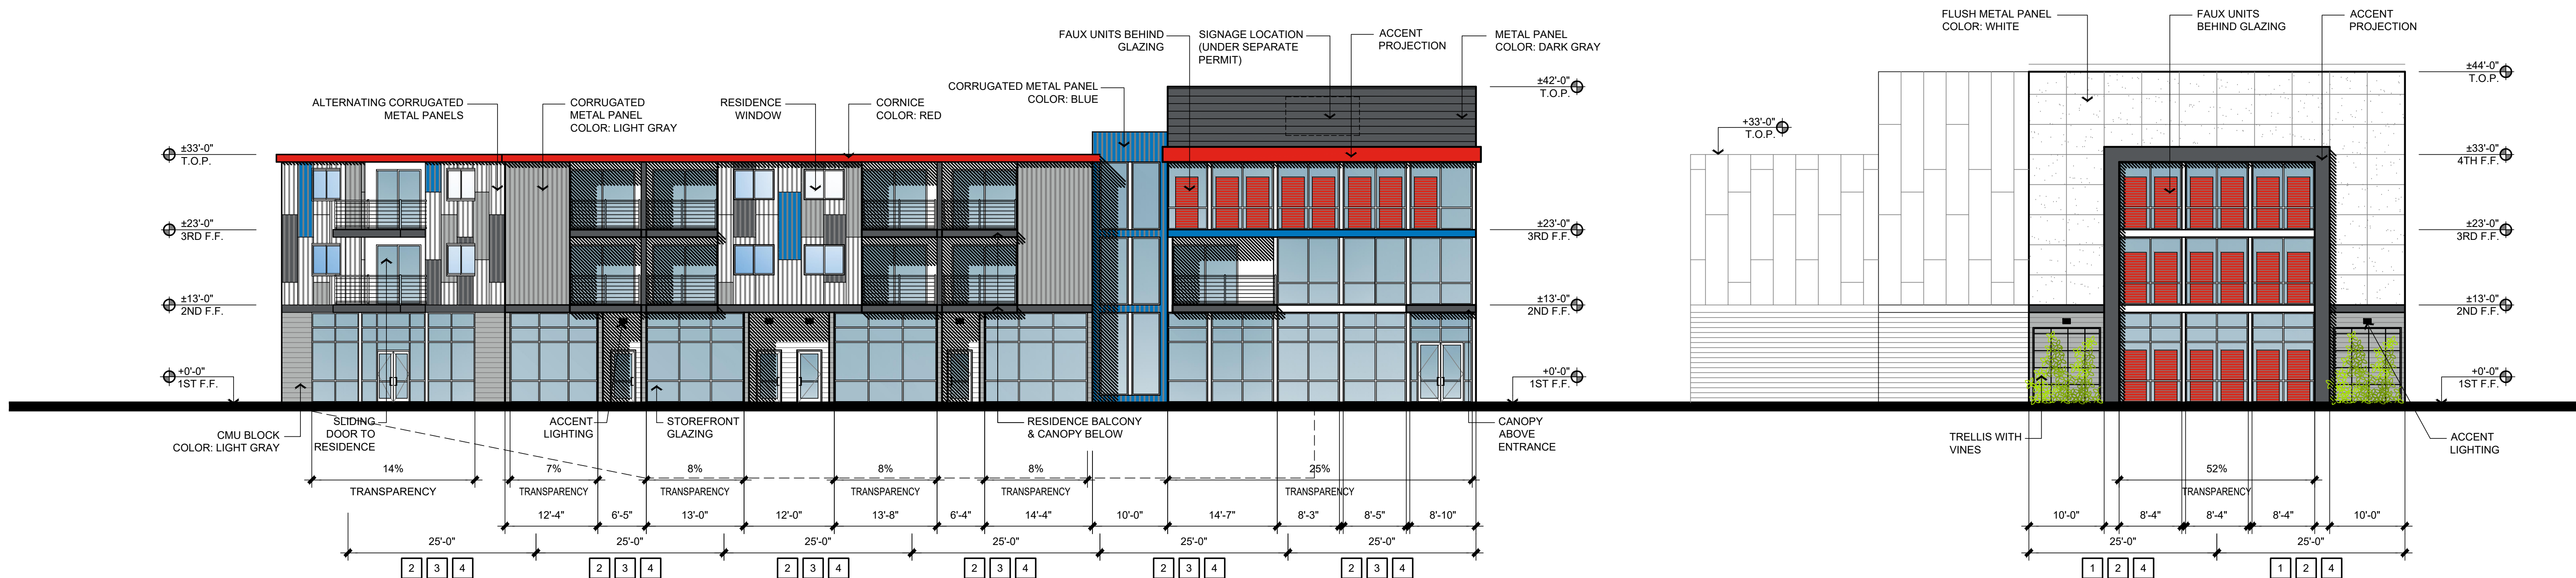 FAUX UNITS BEHIND
GLAZING
SIGNAGE LOCATION
(UNDER SEPARATE
PERMIT)
ACCENT
PROJECTION
METAL PANEL
COLOR: DARK GRAY
FLUSH METAL PANEL
COLOR: WHITE
FAUX UNITS
BEHIND GLAZING
ACCENT
PROJECTION
±44'-0"
T.O.P.
±42'-0"
T.O.P.
CORRUGATED METAL PANEL
COLOR: BLUE
ALTERNATING CORRUGATED
METAL PANELS
CORRUGATED
METAL PANEL
COLOR: LIGHT GRAY
RESIDENCE
WINDOW
CORNICE
COLOR: RED
+33'-0"
T.O.P.
±33'-0"
T.O.P.
±33'-0"
4TH F.F.
±23'-0"
3RD F.F.
±23'-0"
3RD F.F.
±23'-0"
3RD F.F.
±13'-0"
2ND F.F.
±13'-0"
2ND F.F.
±13'-0"
2ND F.F.
+0'-0"
1ST F.F.
+0'-0"
1ST F.F.
+0'-0"
1ST F.F.
CMU BLOCK
COLOR: LIGHT GRAY
SLIDING
DOOR TO
RESIDENCE
ACCENT
LIGHTING
STOREFRONT
GLAZING
RESIDENCE BALCONY
& CANOPY BELOW
CANOPY
ABOVE
ENTRANCE
TRELLIS WITH
VINES
ACCENT
LIGHTING
14% 7% 8% 8% 8% 25% 52%
TRANSPARENCY TRANSPARENCY TRANSPARENCY TRANSPARENCY TRANSPARENCY TRANSPARENCY TRANSPARENCY
12'-4" 6'-5" 13'-0" 12'-0" 13'-8" 6'-4" 14'-4" 10'-0" 14'-7" 8'-3" 8'-5" 8'-10" 10'-0" 8'-4" 8'-4" 8'-4" 10'-0"
25'-0" 25'-0" 25'-0" 25'-0" 25'-0" 25'-0" 25'-0" 25'-0"
2 3 4 2 3 4 2 3 4 2 3 4 2 3 4 2 3 4 1 2 4 1 2 4